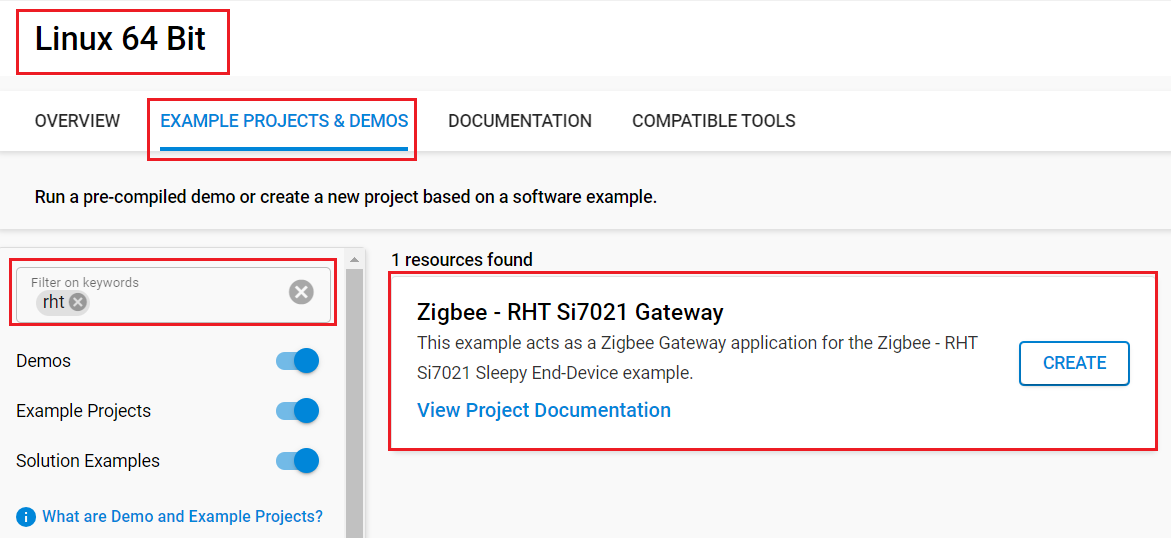 Linux 64 Bit
OVERVIEW EXAMPLE PROJECTS & DEMOS DOCUMENTATION COMPATIBLE TOOLS
Run a pre-compiled demo or create a new project based on a software example.
Filter on keywords
rht
Demos
Example Projects
Solution Examples
What are Demo and Example Projects?
1 resources found
Zigbee - RHT Si7021 Gateway
This example acts as a Zigbee Gateway application for the Zigbee - RHT
Si7021 Sleepy End-Device example.
View Project Documentation
CREATE